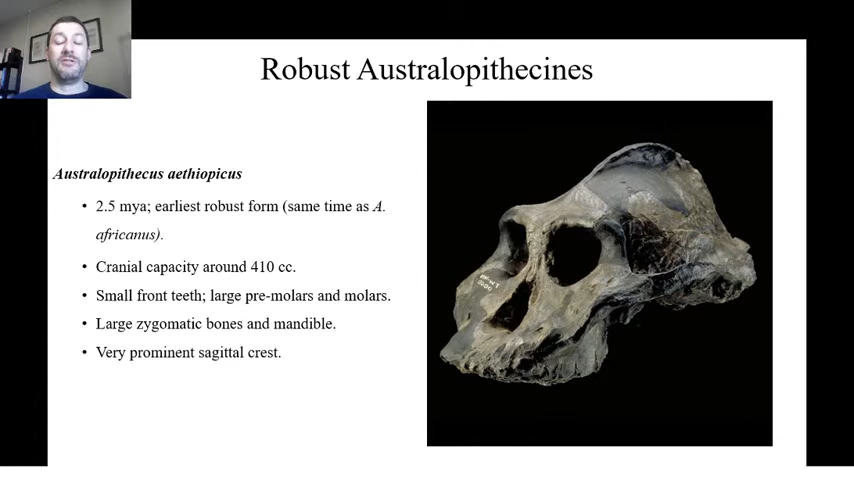 Robust Australopithecines
Australopithecus aethiopicus
• 2.5 mya; earliest robust form (same time as A.
africanus).
• Cranial capacity around 410 cc.
• Small front teeth; large pre-molars and molars.
• Large zygomatic bones and mandible.
• Very prominent sagittal crest.